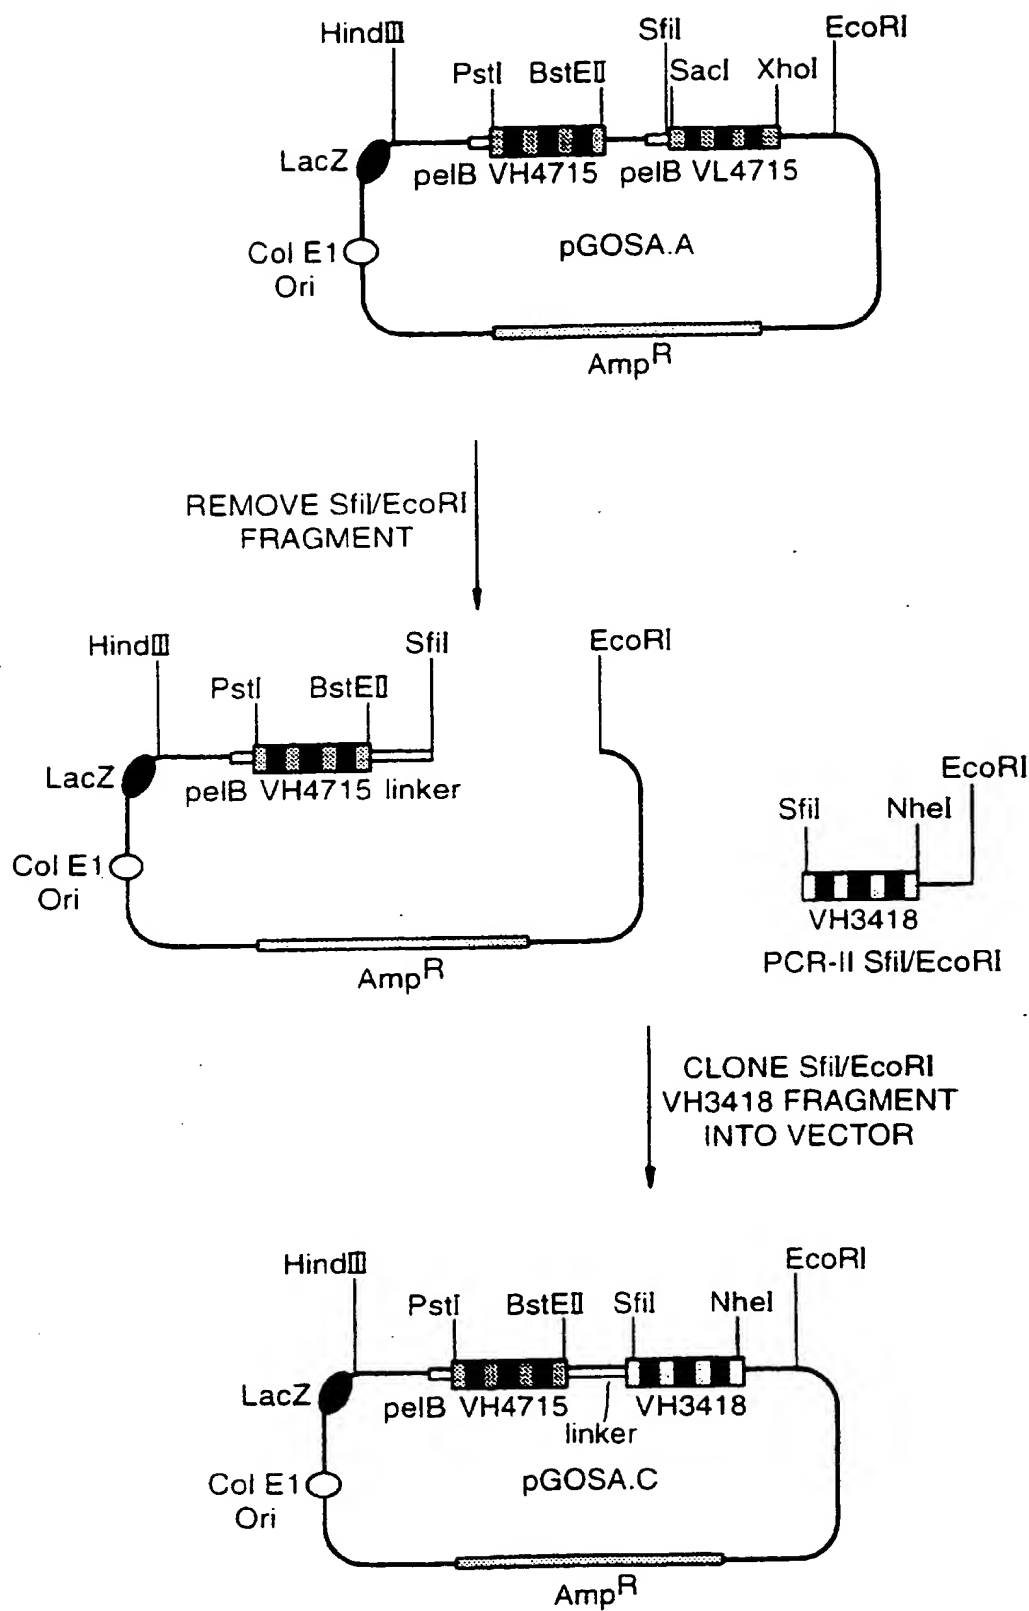 HindIII
SfiI
EcoRI
PstI BstEII
SacI XhoI
LacZ
pelB VH4715 pelB VL4715
Col E1
Ori
pGOSA.A
AmpR
REMOVE SfiI/EcoRI
FRAGMENT
HindIII
SfiI
EcoRI
PstI BstEII
LacZ
pelB VH4715 linker
Col E1
Ori
AmpR
EcoRI
SfiI NheI
VH3418
PCR-II SfiI/EcoRI
CLONE SfiI/EcoRI
VH3418 FRAGMENT
INTO VECTOR
HindIII
EcoRI
PstI BstEII SfiI NheI
LacZ
pelB VH4715 VH3418
linker
Col E1
Ori
pGOSA.C
AmpR